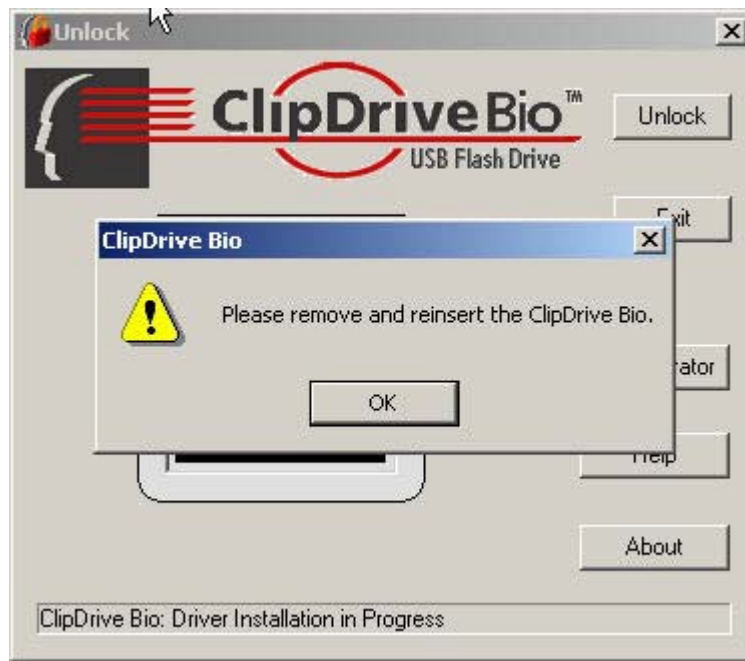 Unlock
ClipDrive Bio™
USB Flash Drive
Unlock
ClipDrive Bio
Please remove and reinsert the ClipDrive Bio.
OK
About
ClipDrive Bio: Driver Installation in Progress